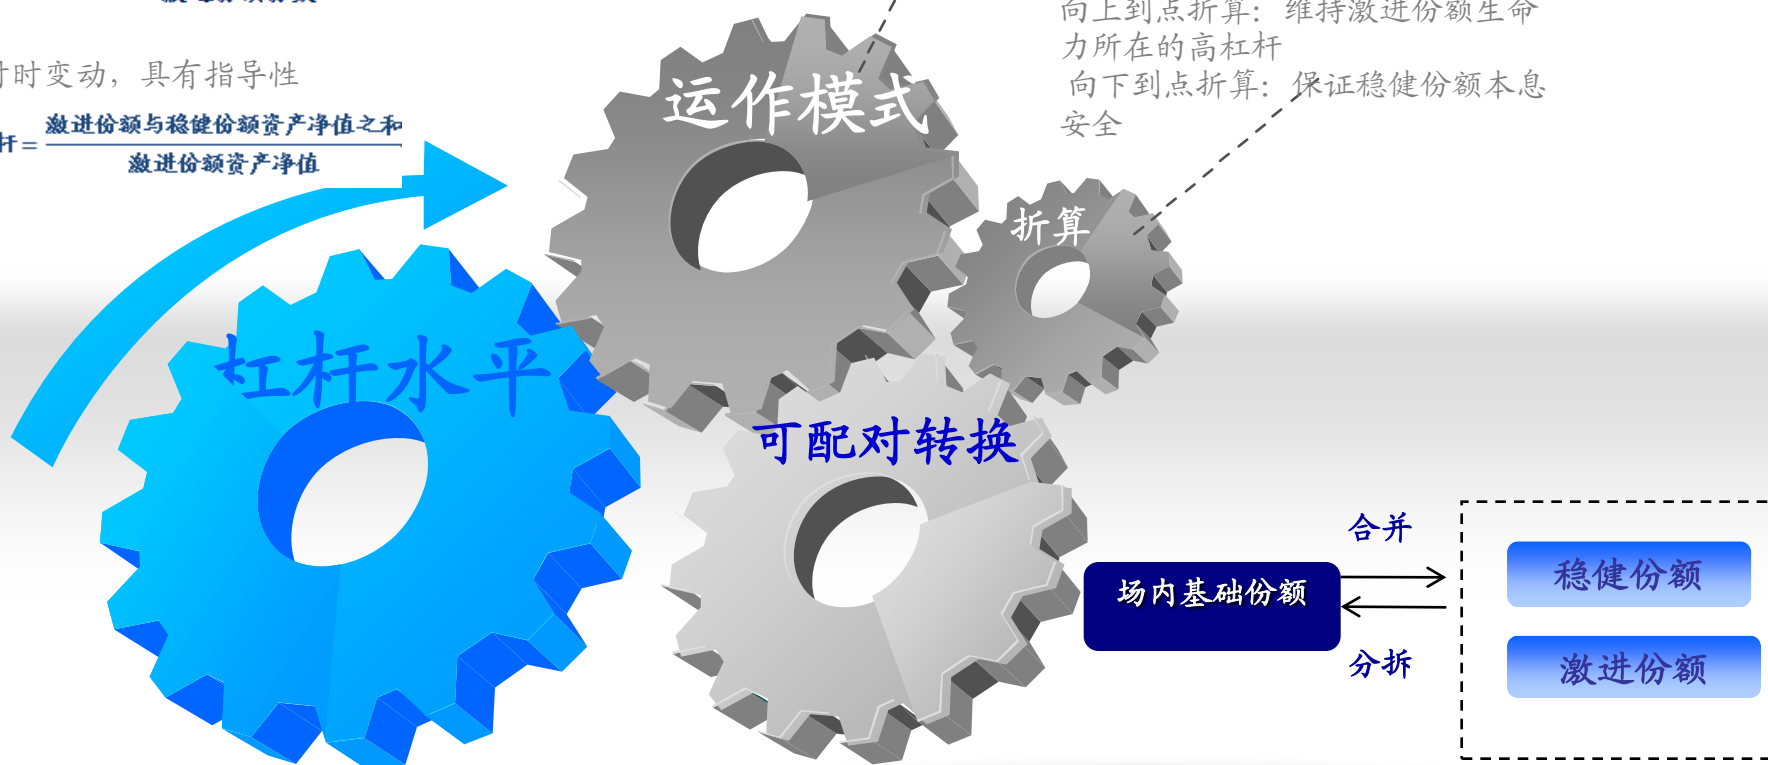 向上到点折算：维持激进份额生命
力所在的高杠杆
向下到点折算：保证稳健份额本息
安全
时变动，具有指导性
杆=
激进份额与稳健份额资产净值之和
激进份额资产净值
运作模式
折算
杠杆水平
可配对转换
合并
场内基础份额
分拆
稳健份额
激进份额